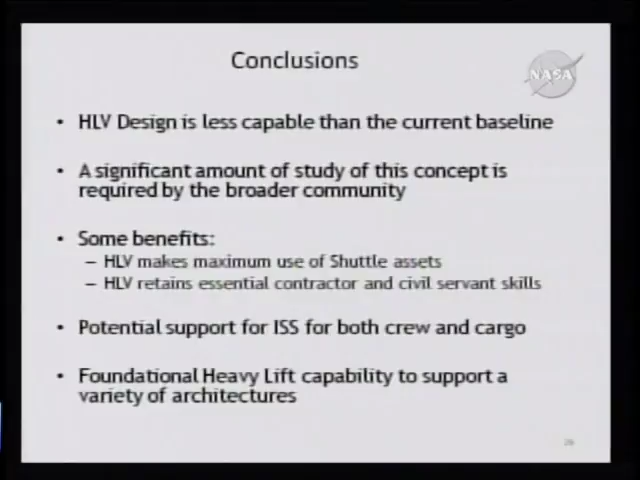 Conclusions
NASA
• HLV Design is less capable than the current baseline
• A significant amount of study of this concept is
required by the broader community
• Some benefits:
– HLV makes maximum use of Shuttle assets
– HLV retains essential contractor and civil servant skills
• Potential support for ISS for both crew and cargo
• Foundational Heavy Lift capability to support a
variety of architectures